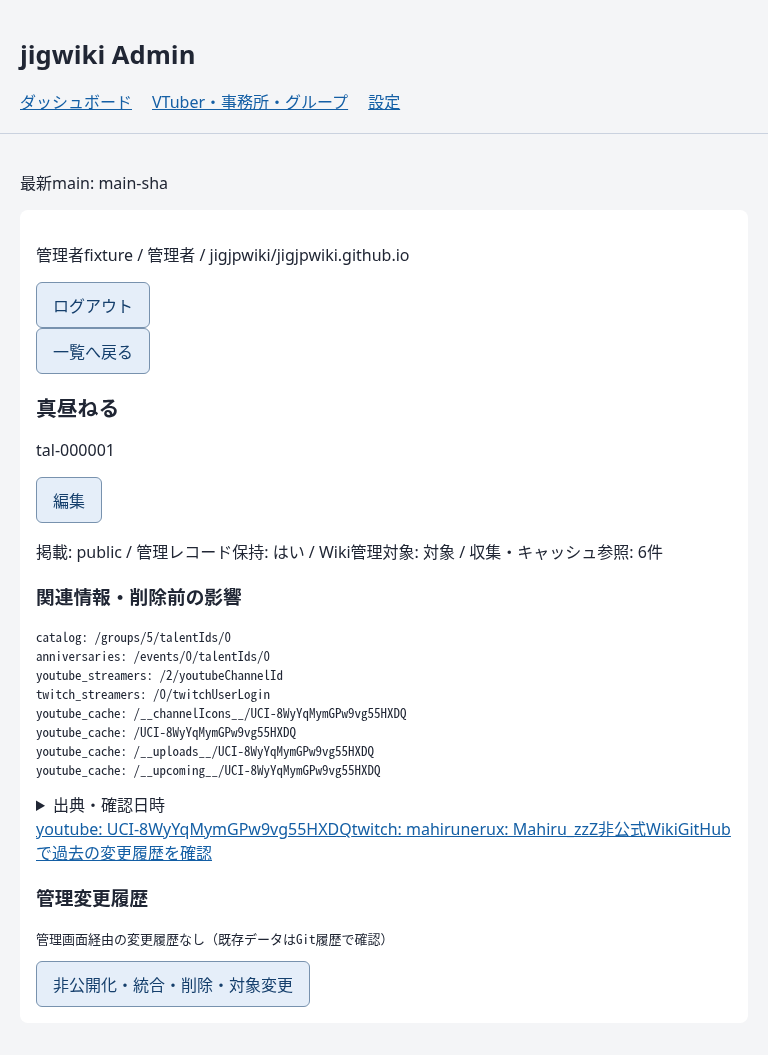 jigwiki Admin
ダッシュボード VTuber・事務所・グループ 設定
最新main: main-sha
管理者fixture / 管理者 / jigjpwiki/jigjpwiki.github.io
ログアウト
一覧へ戻る
真昼ねる
tal-000001
編集
掲載: public / 管理レコード保持: はい / Wiki管理対象: 対象 / 収集・キャッシュ参照: 6件
関連情報・削除前の影響
catalog: /groups/5/talentIds/0
anniversaries: /events/0/talentIds/0
youtube_streamers: /2/youtubeChannelId
twitch_streamers: /0/twitchUserLogin
youtube_cache: /__channelIcons__/UCI-8WyYqMymGPw9vg55HXDQ
youtube_cache: /UCI-8WyYqMymGPw9vg55HXDQ
youtube_cache: /__uploads__/UCI-8WyYqMymGPw9vg55HXDQ
youtube_cache: /__upcoming__/UCI-8WyYqMymGPw9vg55HXDQ
▶ 出典・確認日時
youtube: UCI-8WyYqMymGPw9vg55HXDQtwitch: mahirunerux: Mahiru_zzZ非公式WikiGitHub
で過去の変更履歴を確認
管理変更履歴
管理画面経由の変更履歴なし（既存データはGit履歴で確認）
非公開化・統合・削除・対象変更